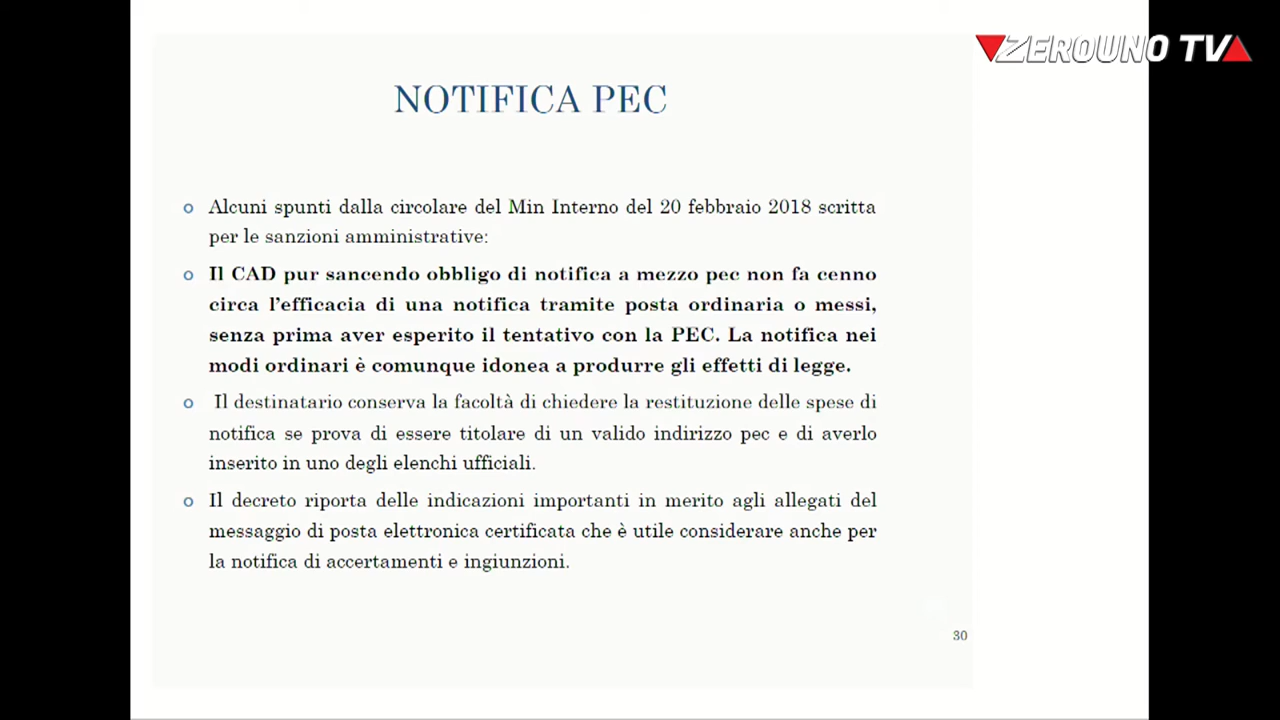 ZEROUNO TV
NOTIFICA PEC
Alcuni spunti dalla circolare del Min Interno del 20 febbraio 2018 scritta
per le sanzioni amministrative:
Il CAD pur sancendo obbligo di notifica a mezzo pec non fa cenno
circa l'efficacia di una notifica tramite posta ordinaria o messi,
senza prima aver esperito il tentativo con la PEC. La notifica nei
modi ordinari è comunque idonea a produrre gli effetti di legge.
Il destinatario conserva la facoltà di chiedere la restituzione delle spese di
notifica se prova di essere titolare di un valido indirizzo pec e di averlo
inserito in uno degli elenchi ufficiali.
Il decreto riporta delle indicazioni importanti in merito agli allegati del
messaggio di posta elettronica certificata che è utile considerare anche per
la notifica di accertamenti e ingiunzioni.
30